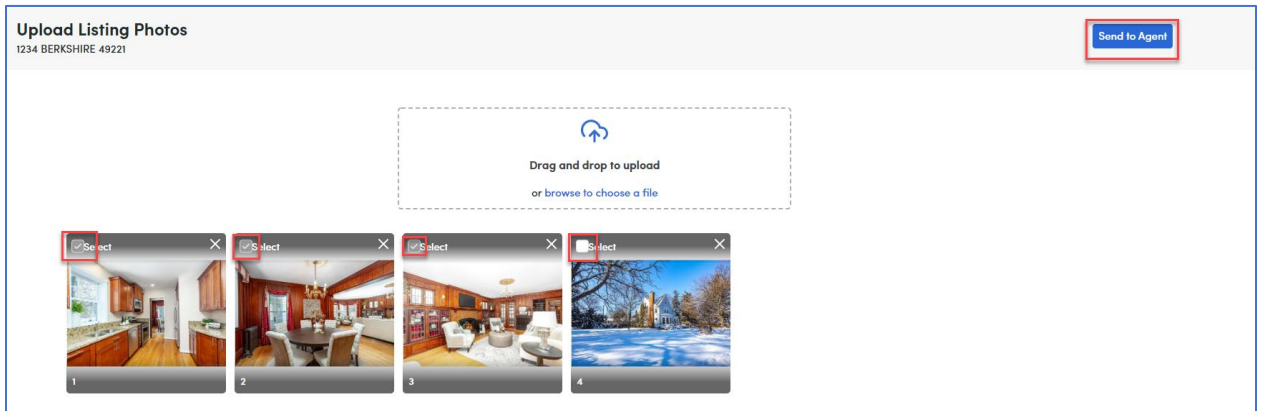 Upload Listing Photos
1234 BERKSHIRE 49221
Send to Agent
Drag and drop to upload
or browse to choose a file
Select
Select
Select
Select
1
2
3
4